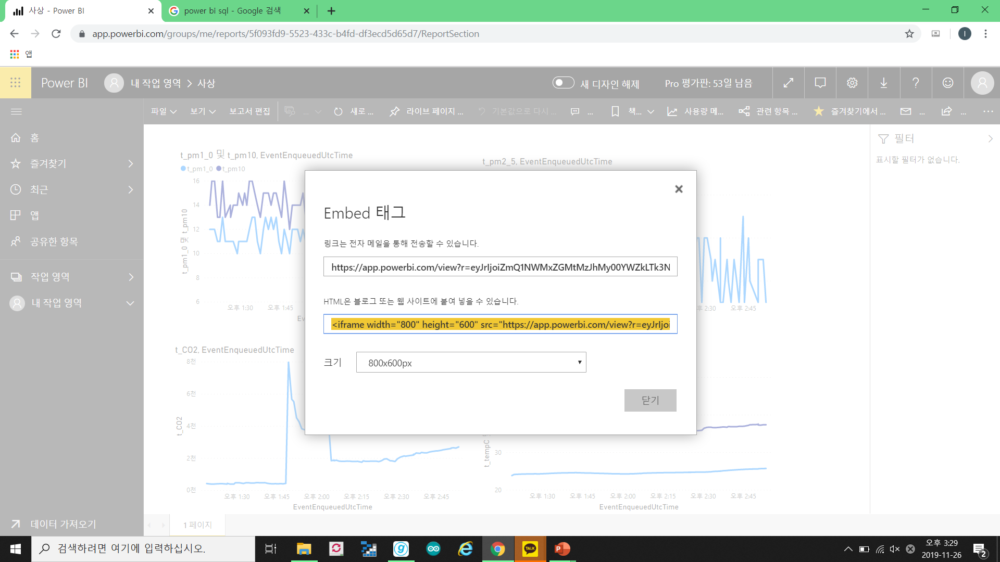 사상 - Power BI
power bi sql - Google 검색
app.powerbi.com/groups/me/reports/5f093fd9-5523-433c-b4fd-df3ecd5d65d7/ReportSection
I
앱
Power BI
내 작업 영역 > 사상
새 디자인 해제
Pro 평가판: 53일 남음
파일
보기
보고서 편집
...
새로 ...
라이브 페이지 ...
기본값으로 다시 ...
...
책...
사용량 메...
관련 항목 ...
즐겨찾기에서 ...
...
...
홈
즐겨찾기
최근
앱
공유한 항목
작업 영역
내 작업 영역
데이터 가져오기
t_pm1_0 및 t_pm10, EventEnqueuedUtcTime
t_pm1_0 t_pm10
16
14
12
10
8
6
t_pm1_0 및 t_pm10
오후 1:30 오후 1:45
Ev
t_pm2_5, EventEnqueuedUtcTime
후 2:30 오후 2:45
필터
표시할 필터가 없습니다.
Embed 태그
링크는 전자 메일을 통해 전송할 수 있습니다.
https://app.powerbi.com/view?r=eyJrIjoiZmQ1NWMxZGMtMzJhMy00YWZkLTk3N
HTML은 블로그 또는 웹 사이트에 붙여 넣을 수 있습니다.
<iframe width="800" height="600" src="https://app.powerbi.com/view?r=eyJrIjoi
크기
800x600px
닫기
t_CO2, EventEnqueuedUtcTime
8천
6천
4천
2천
0천
t_CO2
오후 1:30 오후 1:45 오후 2:00 오후 2:15 오후 2:30 오후 2:45
EventEnqueuedUtcTime
t_tempC
30
20
오후 1:30 오후 1:45 오후 2:00 오후 2:15 오후 2:30 오후 2:45
EventEnqueuedUtcTime
1 페이지
검색하려면 여기에 입력하십시오.
TALK
오후 3:29
2019-11-26
2